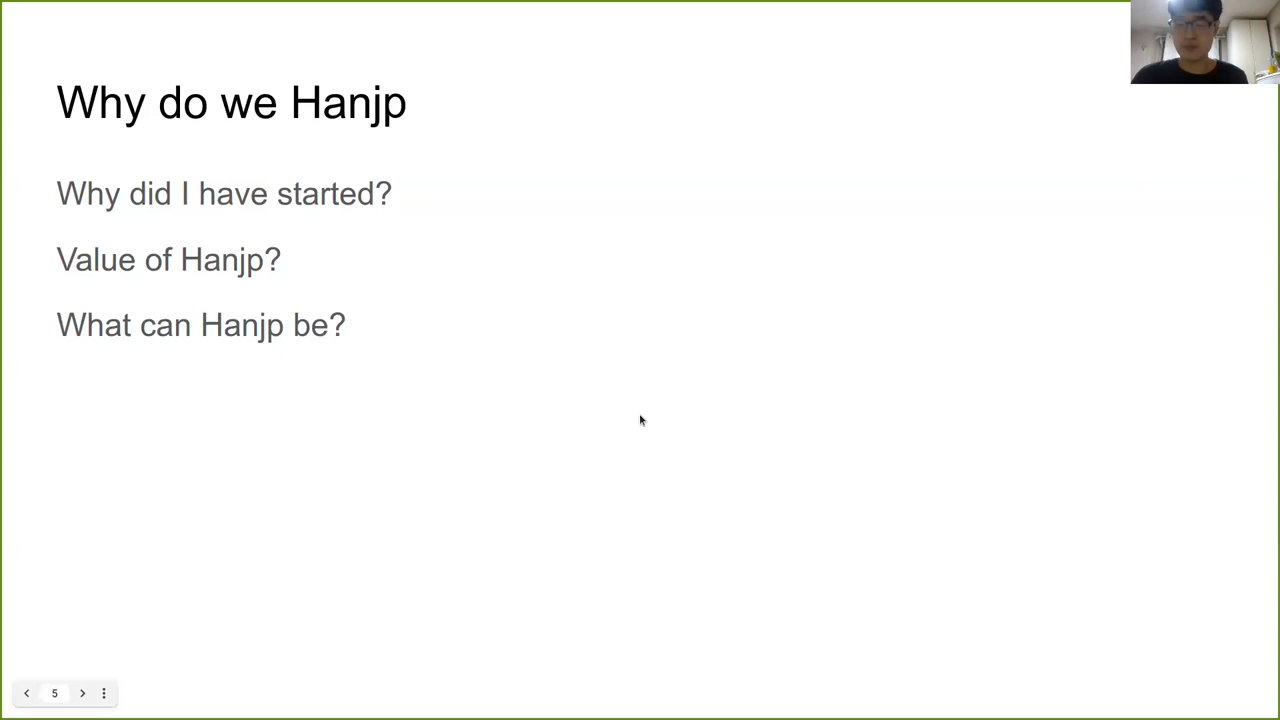 Why do we Hanjp
Why did I have started?
Value of Hanjp?
What can Hanjp be?
5